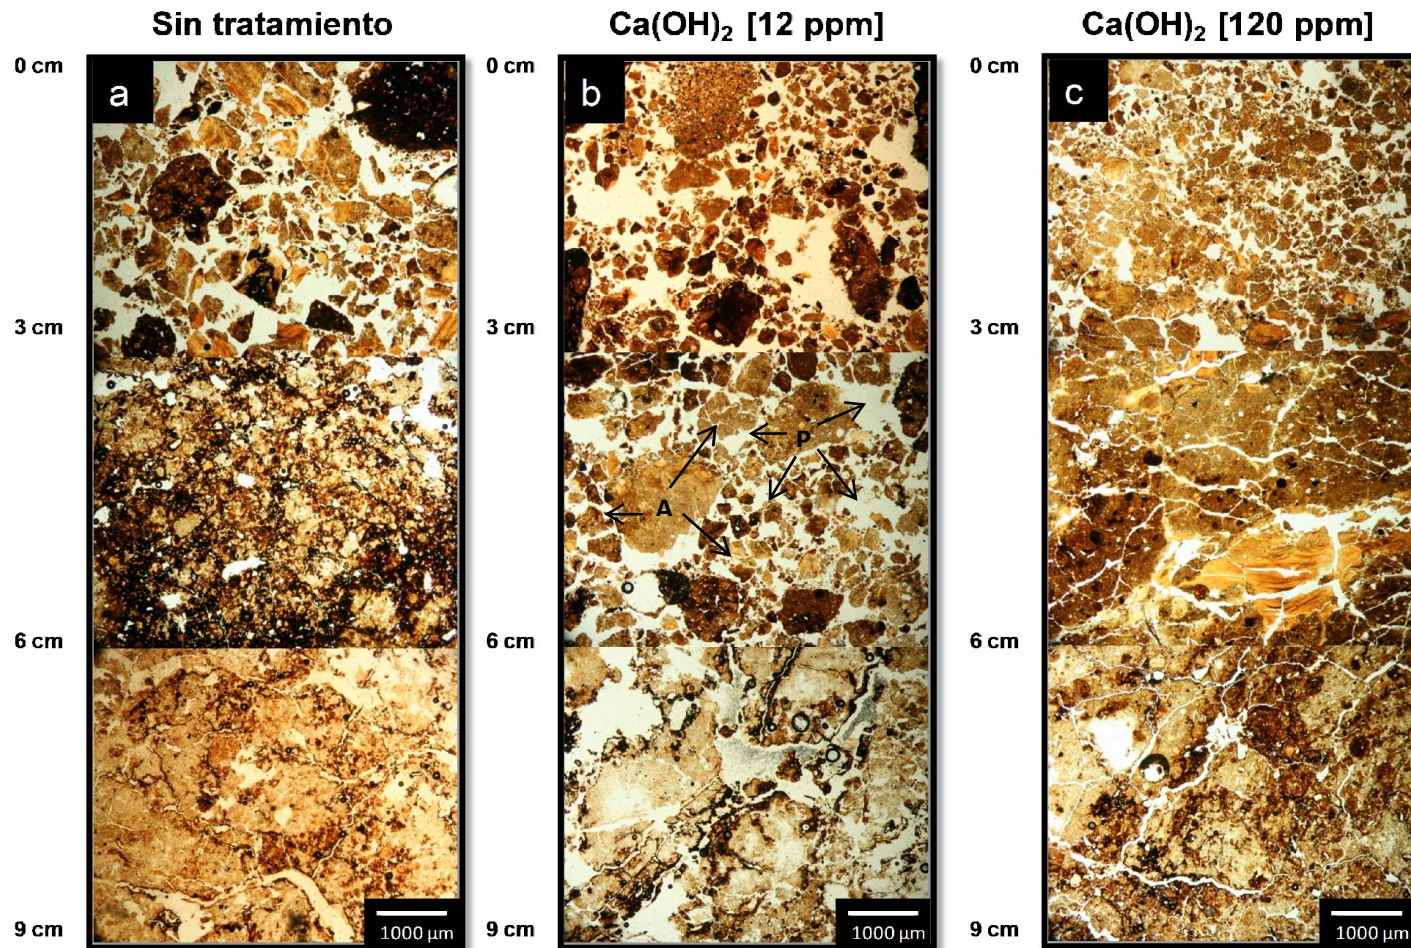 Sin tratamiento
Ca(OH)₂ [12 ppm]
Ca(OH)₂ [120 ppm]
0 cm
a
0 cm
b
0 cm
c
3 cm
3 cm
3 cm
P
A
6 cm
6 cm
6 cm
9 cm
1000 µm
9 cm
1000 µm
9 cm
1000 µm